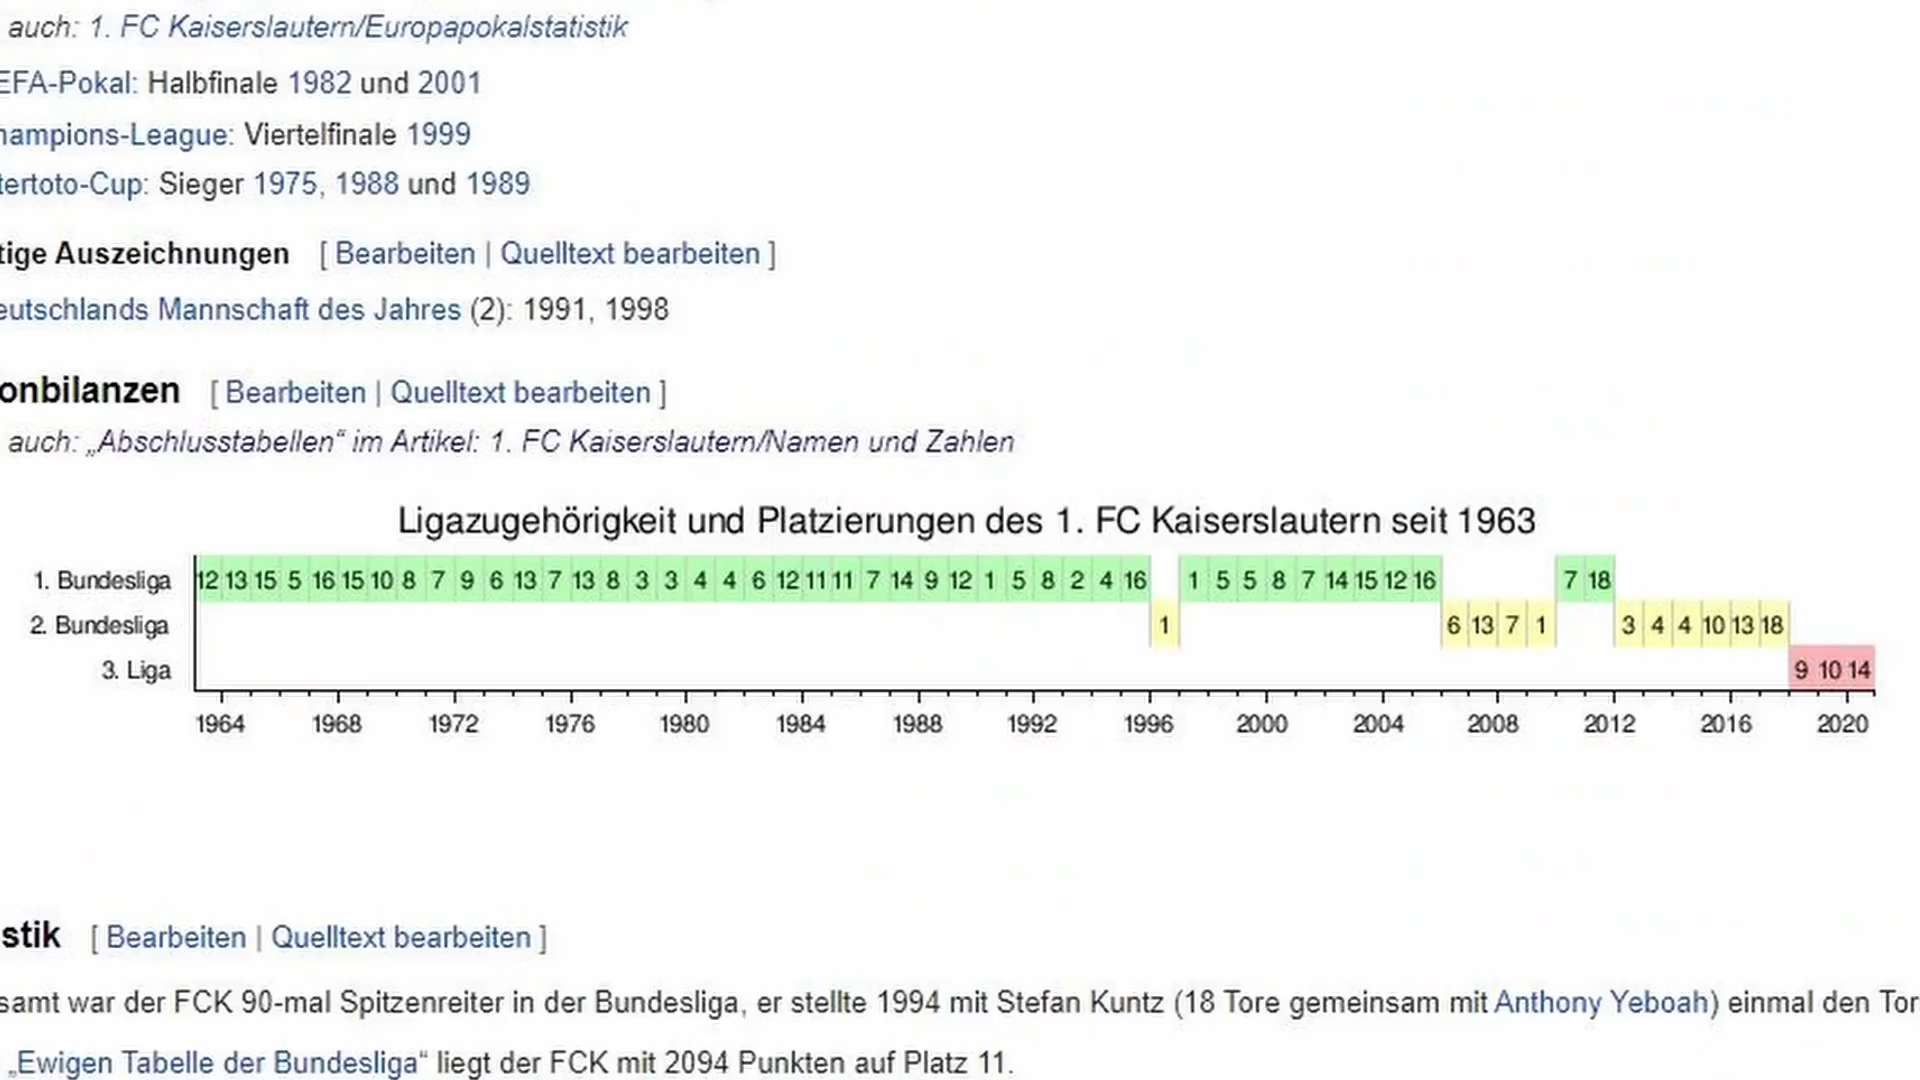 auch: 1. FC Kaiserslautern/Europapokalstatistik
EFA-Pokal: Halbfinale 1982 und 2001
hampions-League: Viertelfinale 1999
tertoto-Cup: Sieger 1975, 1988 und 1989
tige Auszeichnungen [ Bearbeiten | Quelltext bearbeiten ]
eutschlands Mannschaft des Jahres (2): 1991, 1998
onbilanzen [ Bearbeiten | Quelltext bearbeiten ]
auch: „Abschlusstabellen“ im Artikel: 1. FC Kaiserslautern/Namen und Zahlen
Ligazugehörigkeit und Platzierungen des 1. FC Kaiserslautern seit 1963
1. Bundesliga 12 13 15 5 16 15 10 8 7 9 6 13 7 13 8 3 3 4 4 6 12 11 11 7 14 9 12 1 5 8 2 4 16 1 5 5 8 7 14 15 12 16 7 18
2. Bundesliga 1 6 13 7 1 3 4 4 10 13 18
3. Liga 9 10 14
1964 1968 1972 1976 1980 1984 1988 1992 1996 2000 2004 2008 2012 2016 2020
stik [ Bearbeiten | Quelltext bearbeiten ]
samt war der FCK 90-mal Spitzenreiter in der Bundesliga, er stellte 1994 mit Stefan Kuntz (18 Tore gemeinsam mit Anthony Yeboah) einmal den Tor
„Ewigen Tabelle der Bundesliga“ liegt der FCK mit 2094 Punkten auf Platz 11.